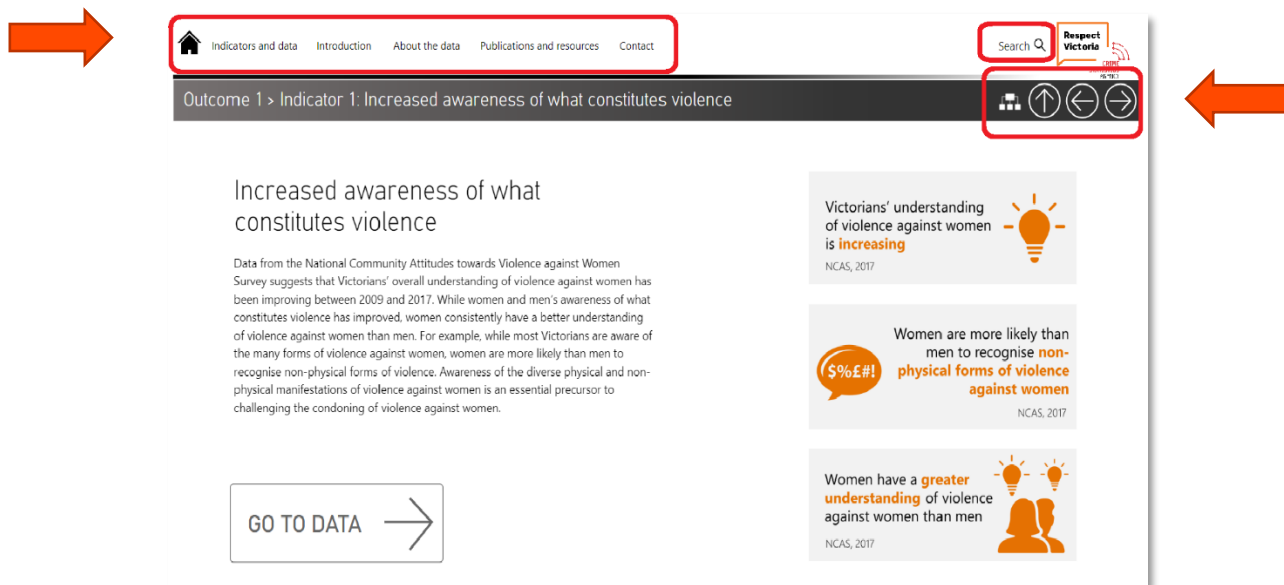 Indicators and data Introduction About the data Publications and resources Contact
Search
Respect
Victoria
CRIME
AGENCY
Outcome 1 > Indicator 1: Increased awareness of what constitutes violence
Increased awareness of what
constitutes violence
Data from the National Community Attitudes towards Violence against Women
Survey suggests that Victorians' overall understanding of violence against women has
been improving between 2009 and 2017. While women and men's awareness of what
constitutes violence has improved, women consistently have a better understanding
of violence against women than men. For example, while most Victorians are aware of
the many forms of violence against women, women are more likely than men to
recognise non-physical forms of violence. Awareness of the diverse physical and non-
physical manifestations of violence against women is an essential precursor to
challenging the condoning of violence against women.
GO TO DATA
Victorians' understanding
of violence against women
is increasing
NCAS, 2017
$%£#!
Women are more likely than
men to recognise non-
physical forms of violence
against women
NCAS, 2017
Women have a greater
understanding of violence
against women than men
NCAS, 2017